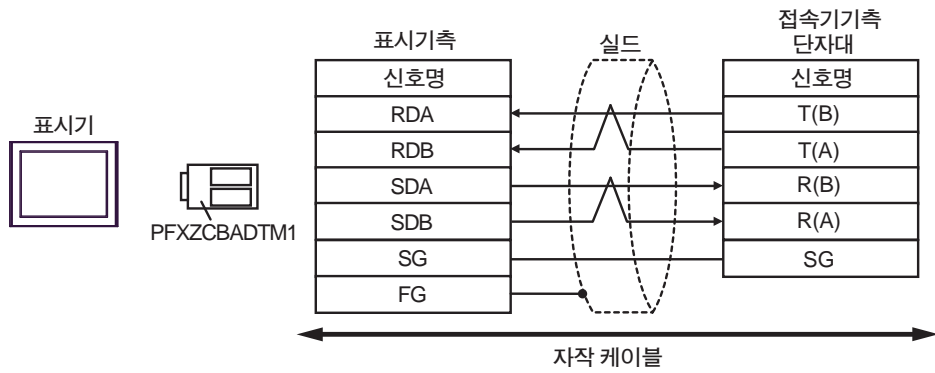 표시기
PFXZCBADTM1
표시기측
신호명
RDA
RDB
SDA
SDB
SG
FG
실드
접속기기측
단자대
신호명
T(B)
T(A)
R(B)
R(A)
SG
자작 케이블